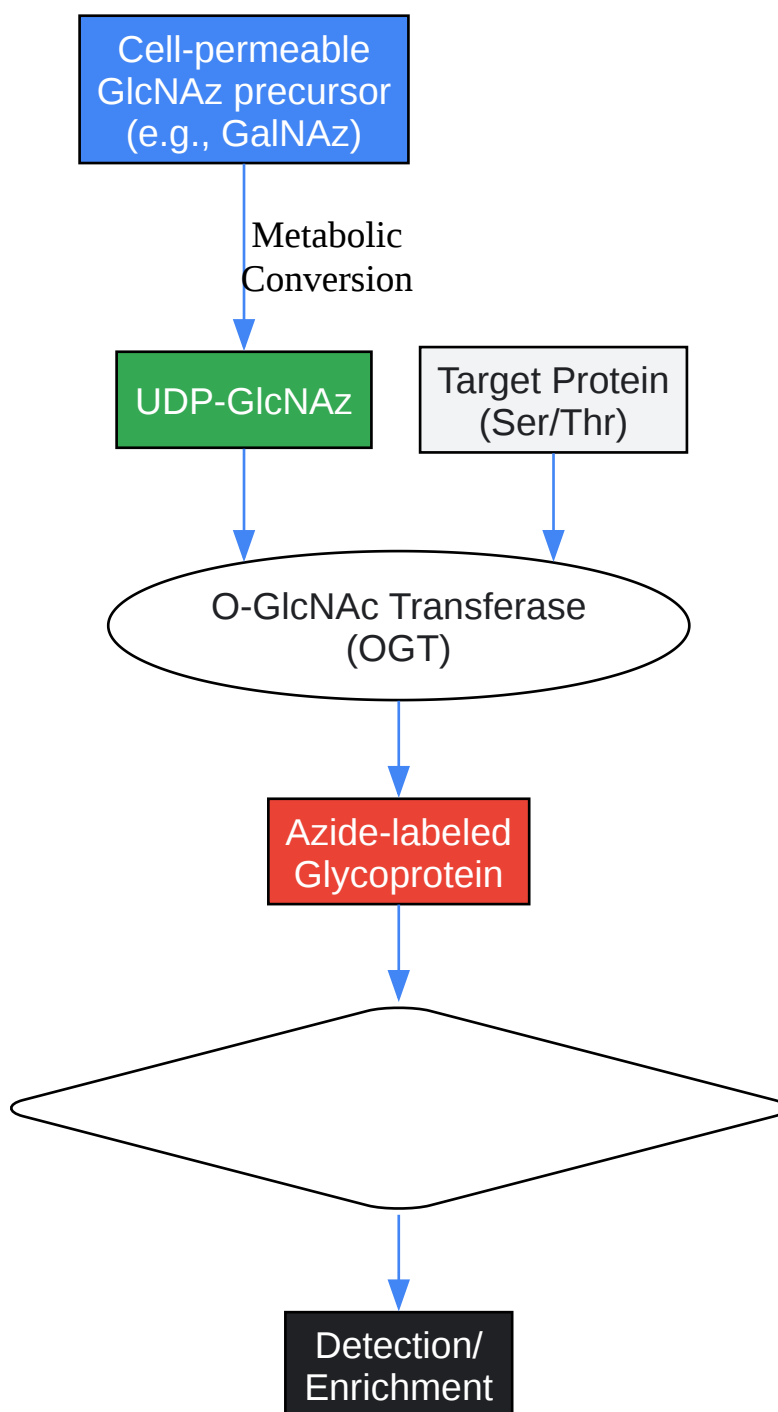 Cell-permeable
GlcNAz precursor
(e.g., GalNAz)
Metabolic
Conversion
UDP-GlcNAz
Target Protein
(Ser/Thr)
O-GlcNAc Transferase
(OGT)
Azide-labeled
Glycoprotein
Detection/
Enrichment